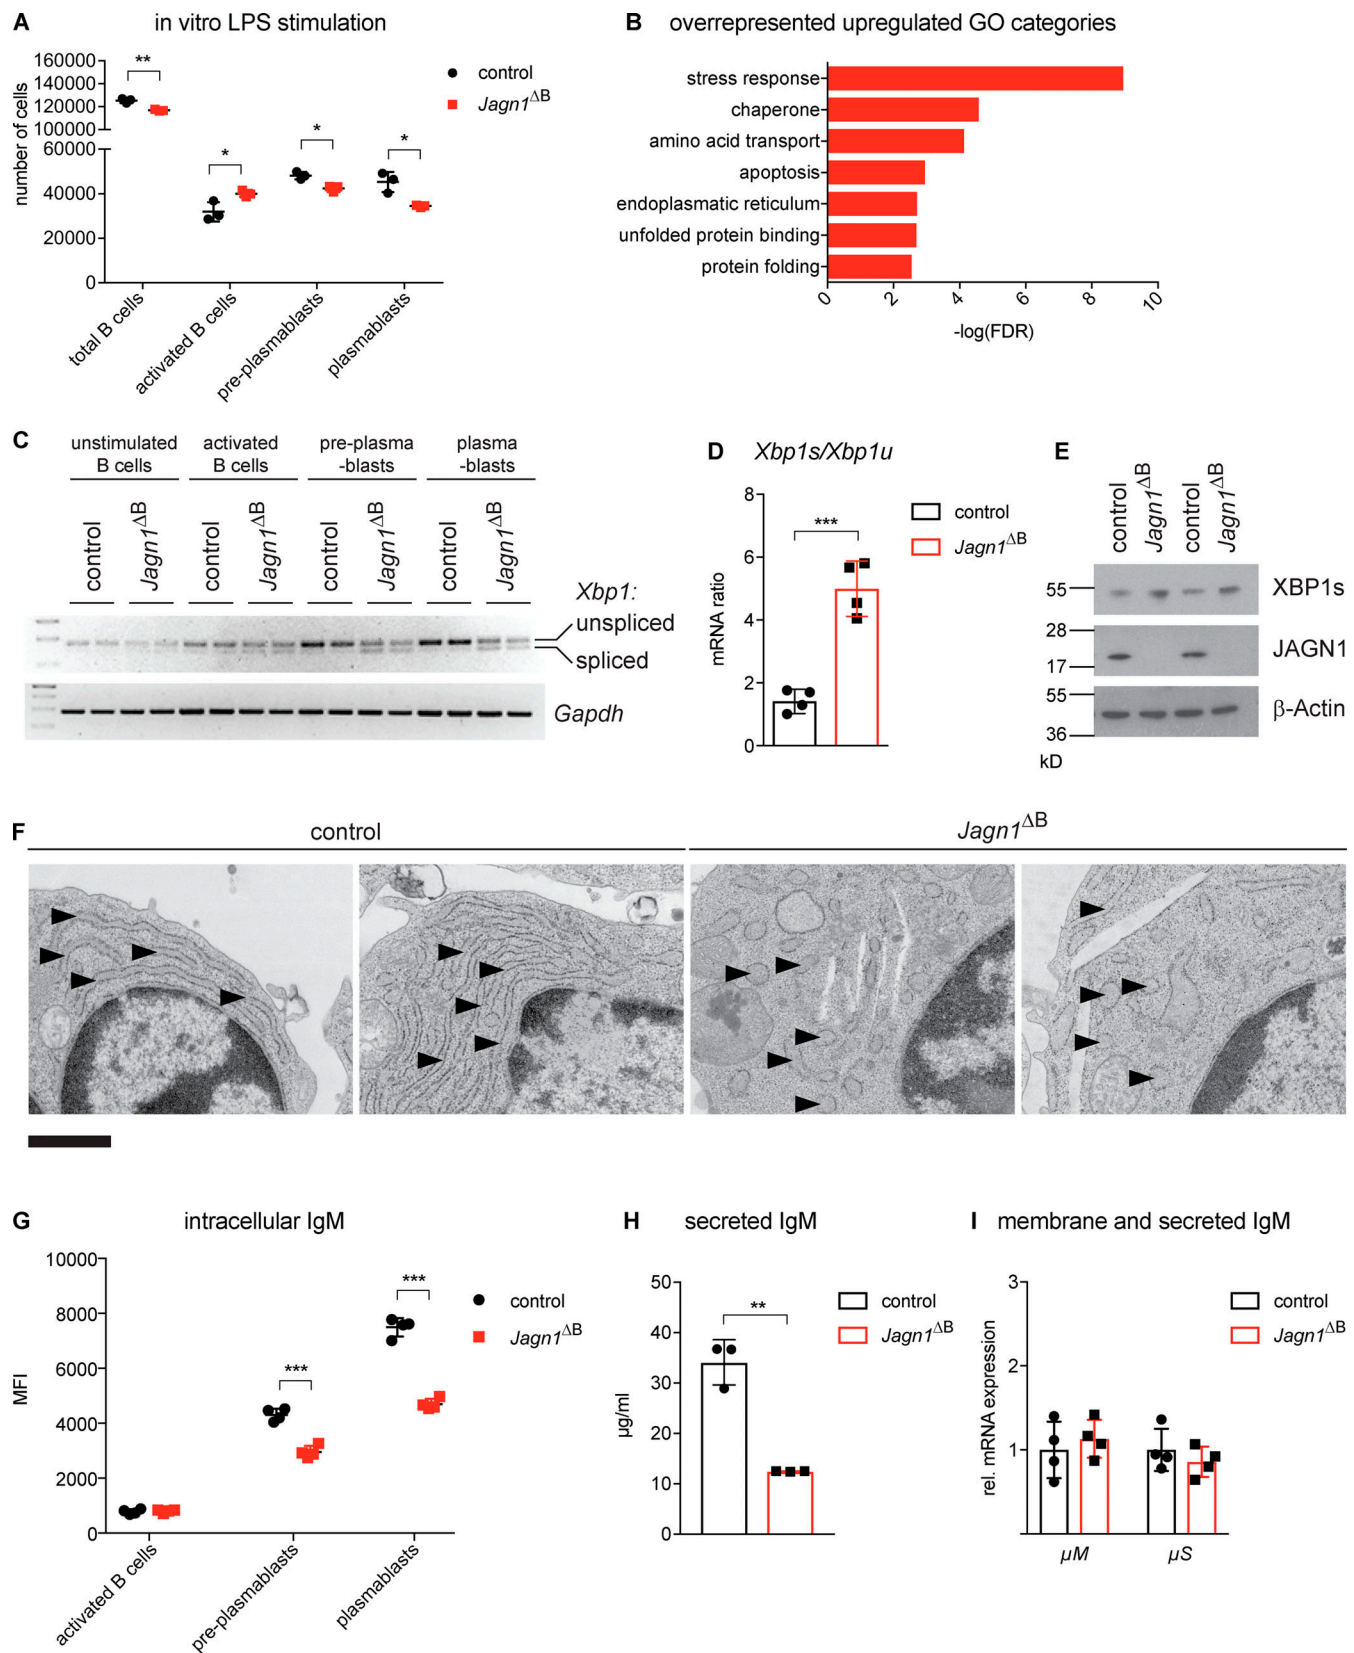 A in vitro LPS stimulation
160000
140000
120000
100000
60000
40000
20000
0
number of cells
**
*
*
*
control
Jagn1ΔB
total B cells
activated B cells
pre-plasmablasts
plasmablasts
B overrepresented upregulated GO categories
stress response
chaperone
amino acid transport
apoptosis
endoplasmatic reticulum
unfolded protein binding
protein folding
0 2 4 6 8 10
-log(FDR)
C
unstimulated B cells
activated B cells
pre-plasma -blasts
plasma -blasts
control Jagn1ΔB control Jagn1ΔB control Jagn1ΔB control Jagn1ΔB
Xbp1:
unspliced
spliced
Gapdh
D Xbp1s/Xbp1u
8
6
4
2
0
mRNA ratio
***
control
Jagn1ΔB
E
control Jagn1ΔB control Jagn1ΔB
55 XBP1s
28
17
JAGN1
55
36
β-Actin
kD
F control Jagn1ΔB
G intracellular IgM
10000
8000
6000
4000
2000
0
MFI
***
***
control
Jagn1ΔB
activated B cells
pre-plasmablasts
plasmablasts
H secreted IgM
50
40
30
20
10
0
µg/ml
**
control
Jagn1ΔB
I membrane and secreted IgM
3
2
1
rel. mRNA expression
control
Jagn1ΔB
µM µS